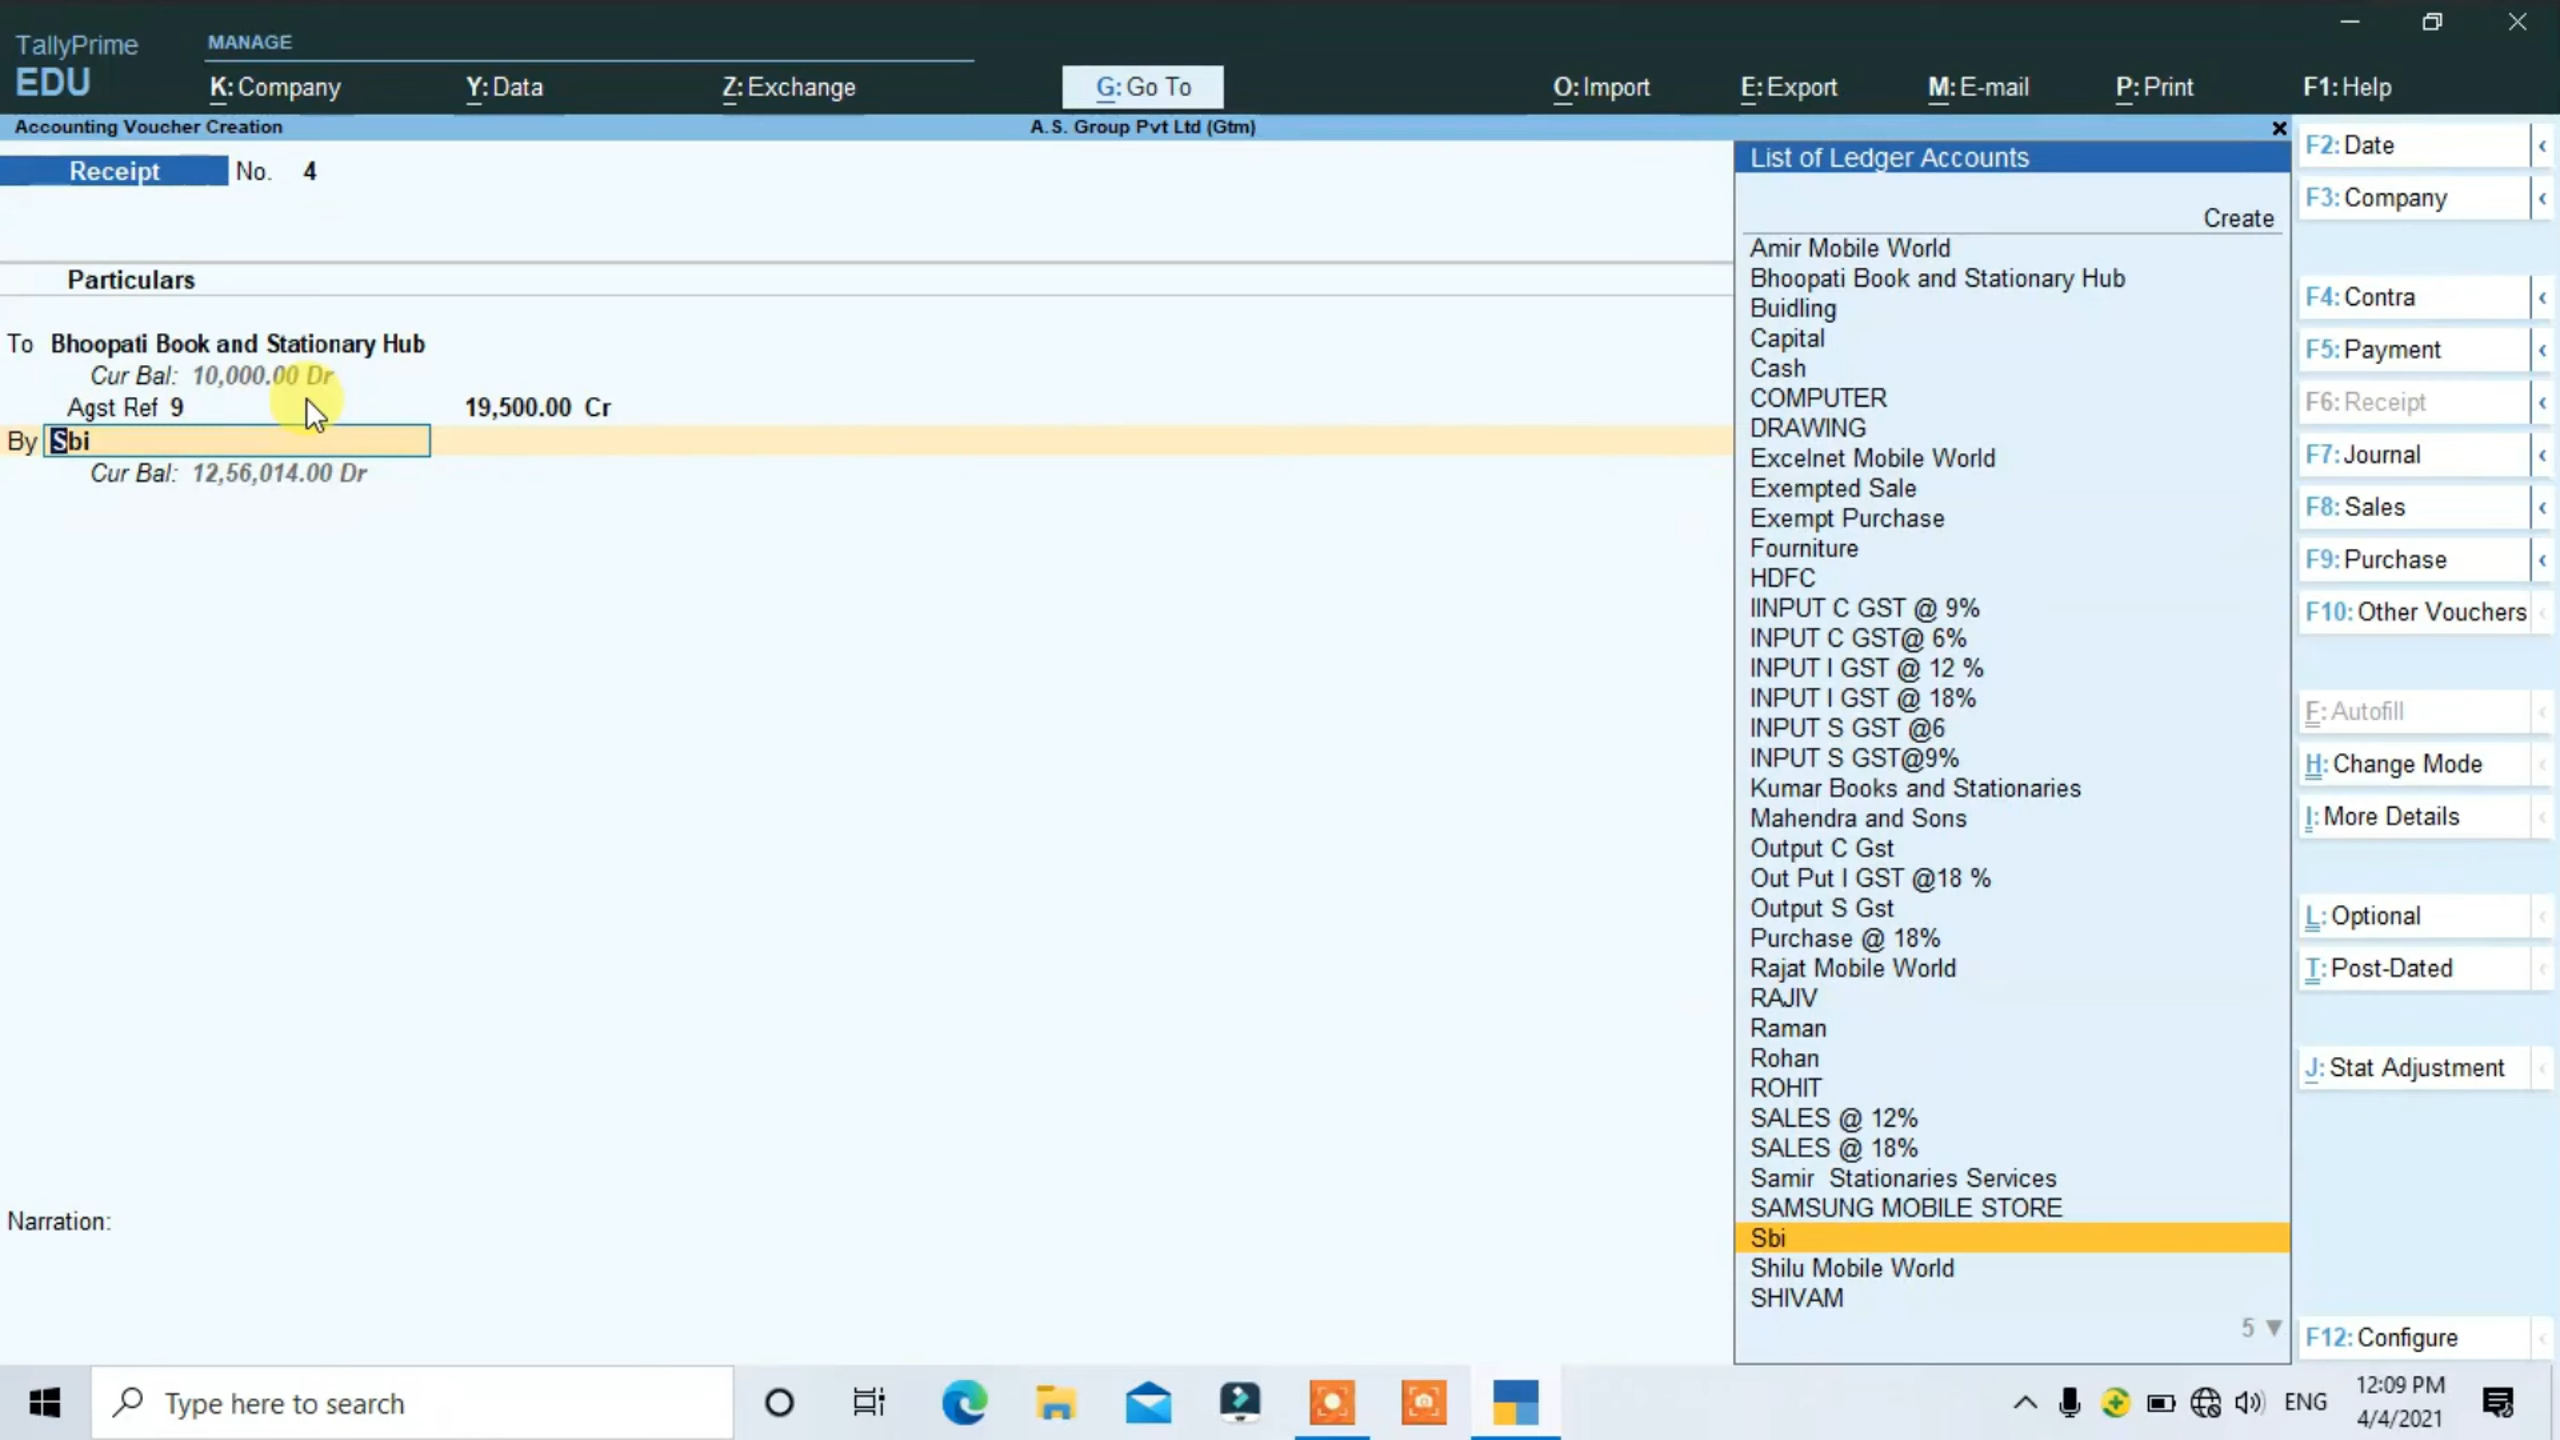 TallyPrime
EDU
MANAGE
K: Company
Y: Data
Z: Exchange
G: Go To
O: Import
E: Export
M: E-mail
P: Print
F1: Help
Accounting Voucher Creation
A.S. Group Pvt Ltd (Gtm)
Receipt No. 4
Particulars
To Bhoopati Book and Stationary Hub
Cur Bal: 10,000.00 Dr
Agst Ref 9 19,500.00 Cr
By Sbi
Cur Bal: 12,56,014.00 Dr
Narration:
List of Ledger Accounts
Create
Amir Mobile World
Bhoopati Book and Stationary Hub
Buidling
Capital
Cash
COMPUTER
DRAWING
Excelnet Mobile World
Exempted Sale
Exempt Purchase
Fourniture
HDFC
IINPUT C GST @ 9%
INPUT C GST@ 6%
INPUT I GST @ 12 %
INPUT I GST @ 18%
INPUT S GST @6
INPUT S GST@9%
Kumar Books and Stationaries
Mahendra and Sons
Output C Gst
Out Put I GST @18 %
Output S Gst
Purchase @ 18%
Rajat Mobile World
RAJIV
Raman
Rohan
ROHIT
SALES @ 12%
SALES @ 18%
Samir  Stationaries Services
SAMSUNG MOBILE STORE
Sbi
Shilu Mobile World
SHIVAM
5
F2: Date
F3: Company
F4: Contra
F5: Payment
F6: Receipt
F7: Journal
F8: Sales
F9: Purchase
F10: Other Vouchers
F: Autofill
H: Change Mode
I: More Details
L: Optional
T: Post-Dated
J: Stat Adjustment
F12: Configure
Type here to search
ENG
12:09 PM
4/4/2021